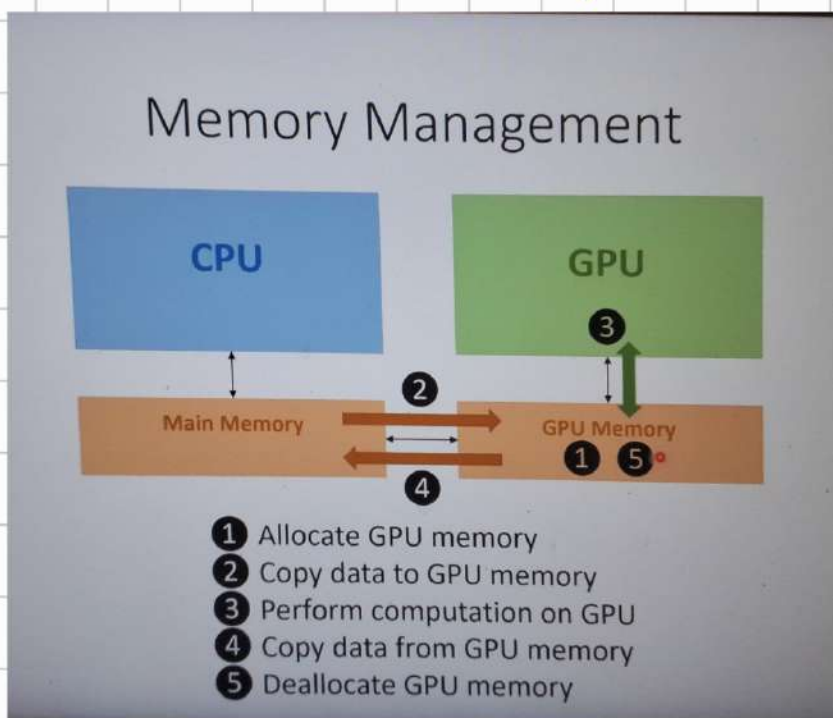 Memory Management
CPU
GPU
3
2
Main Memory
GPU Memory
1 5
4
1 Allocate GPU memory
2 Copy data to GPU memory
3 Perform computation on GPU
4 Copy data from GPU memory
5 Deallocate GPU memory